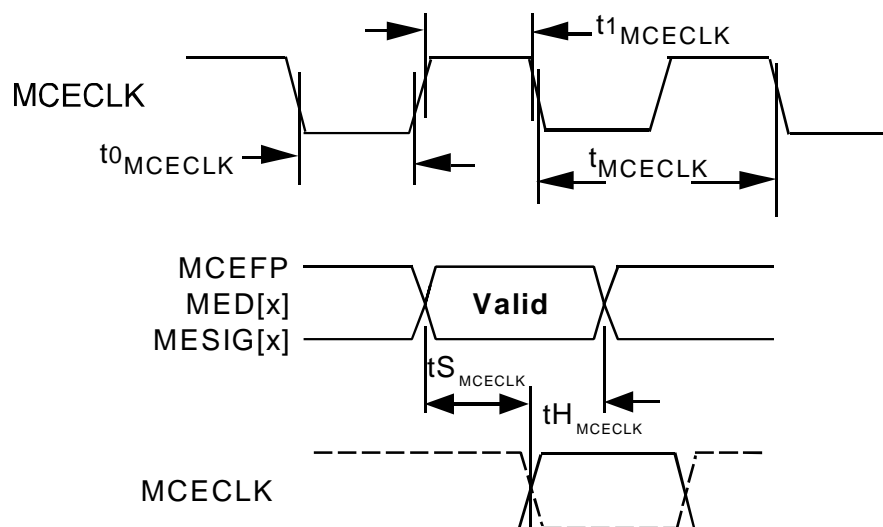 t1MCECLK
MCECLK
t0MCECLK
tMCECLK
MCEFP
MED[x]
Valid
MESIG[x]
tSMCECLK
tHMCECLK
MCECLK